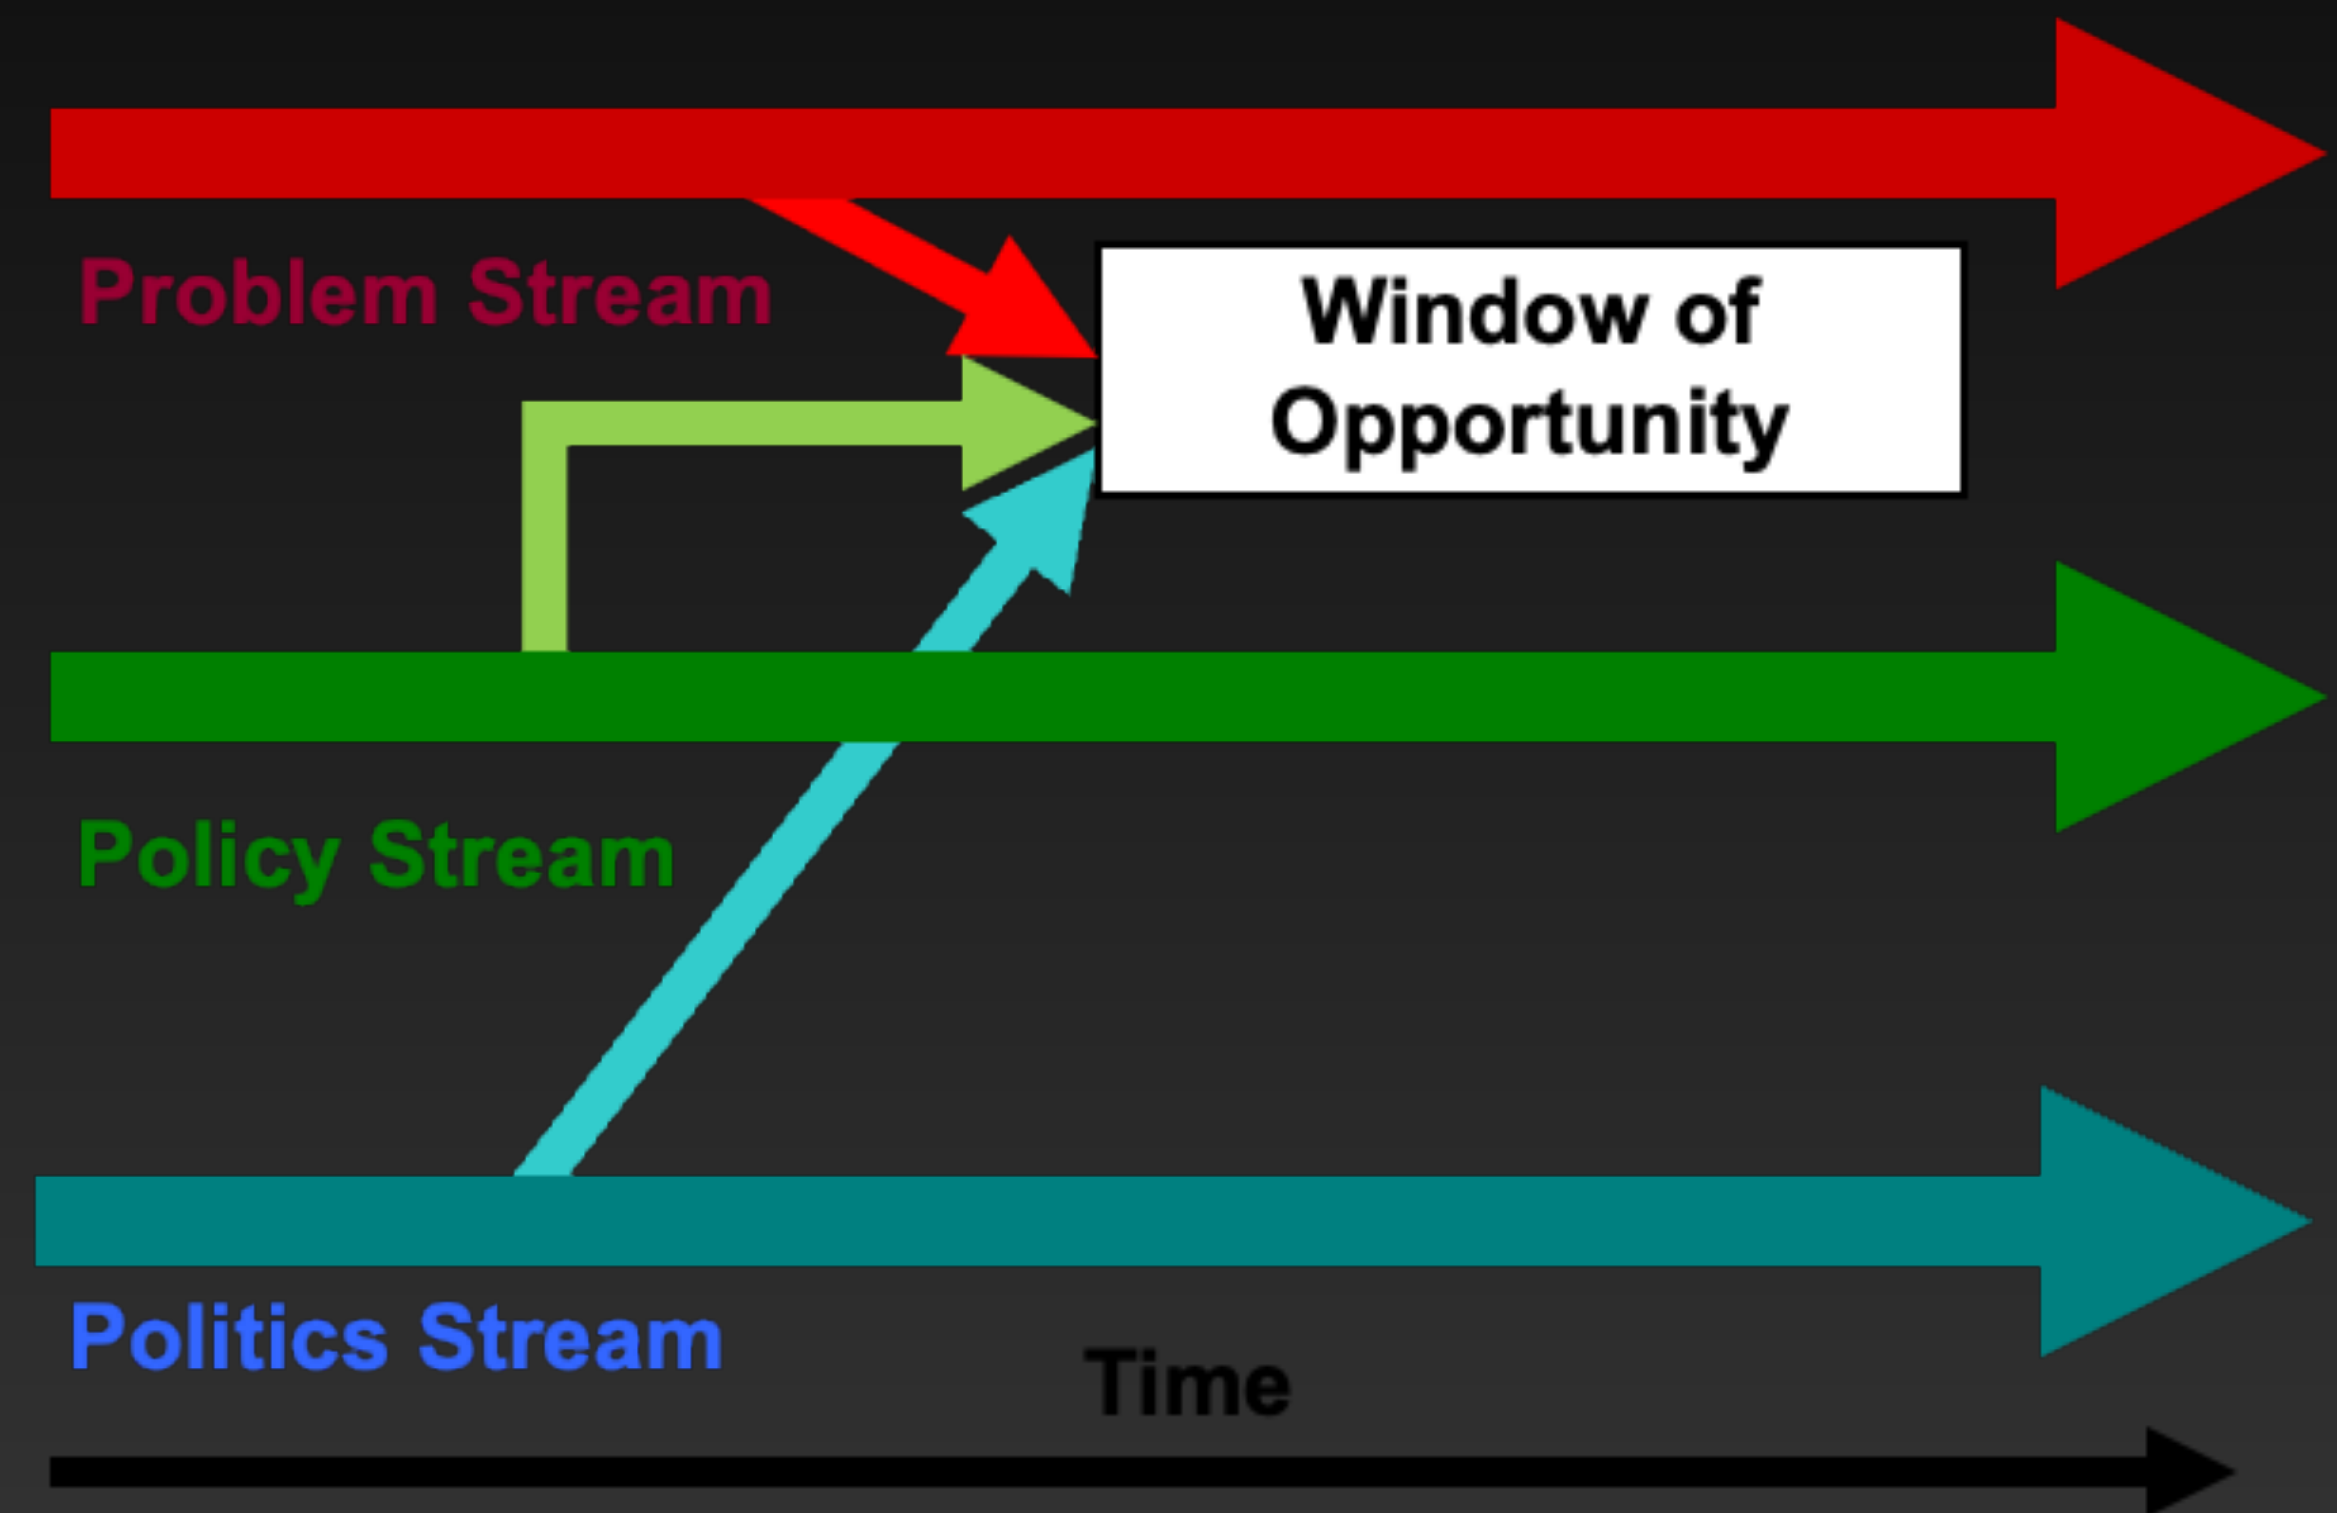 Problem Stream
Window of
Opportunity
Policy Stream
Politics Stream
Time